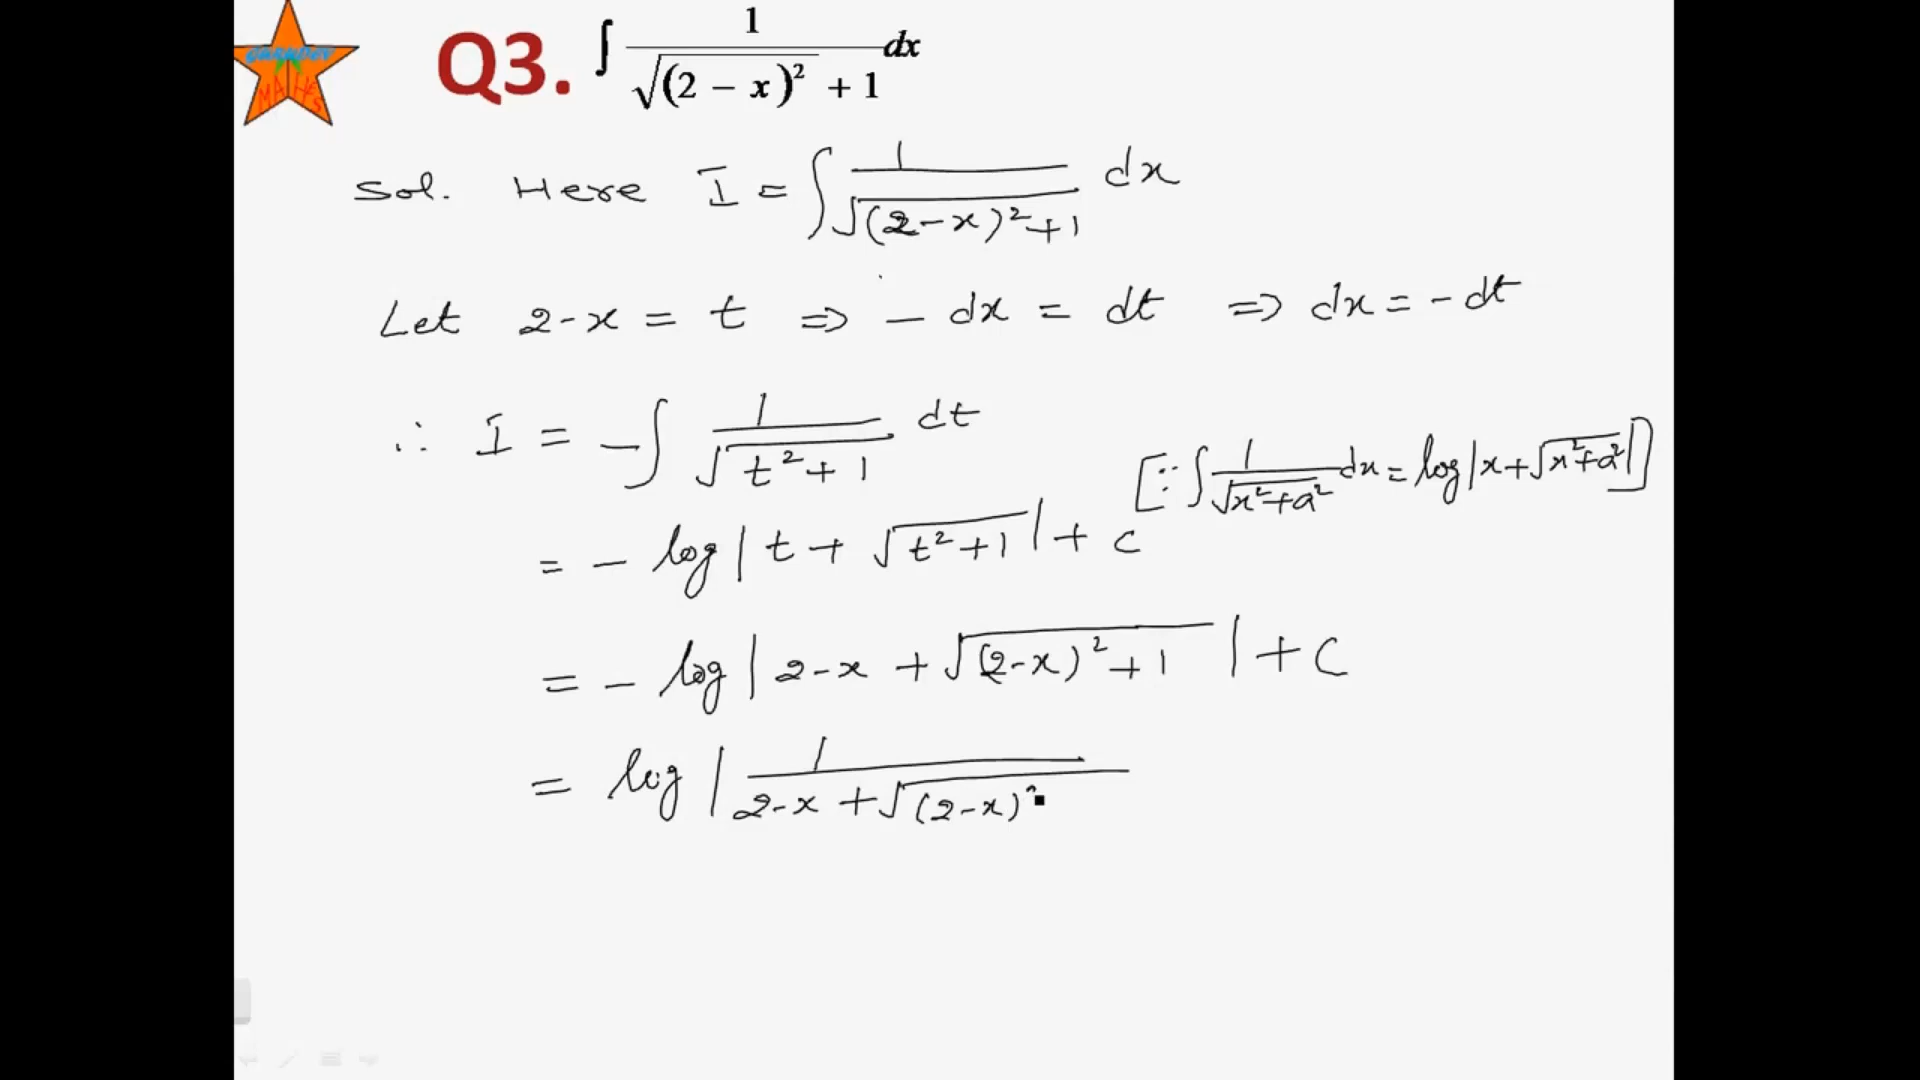 GURUDEV
MATHS
Q3. ∫ 1/√((2 − x)² + 1) dx
Sol. Here I = ∫ 1/√((2-x)²+1) dx
Let 2-x = t => - dx = dt => dx = - dt
∴ I = -∫ 1/√(t²+1) dt
[∵ ∫ 1/√(x²+a²) dx = log|x+√(x²+a²)|]
= - log|t + √(t²+1)| + c
= - log|2-x + √((2-x)²+1)| + c
= log| 1/(2-x + √((2-x)²